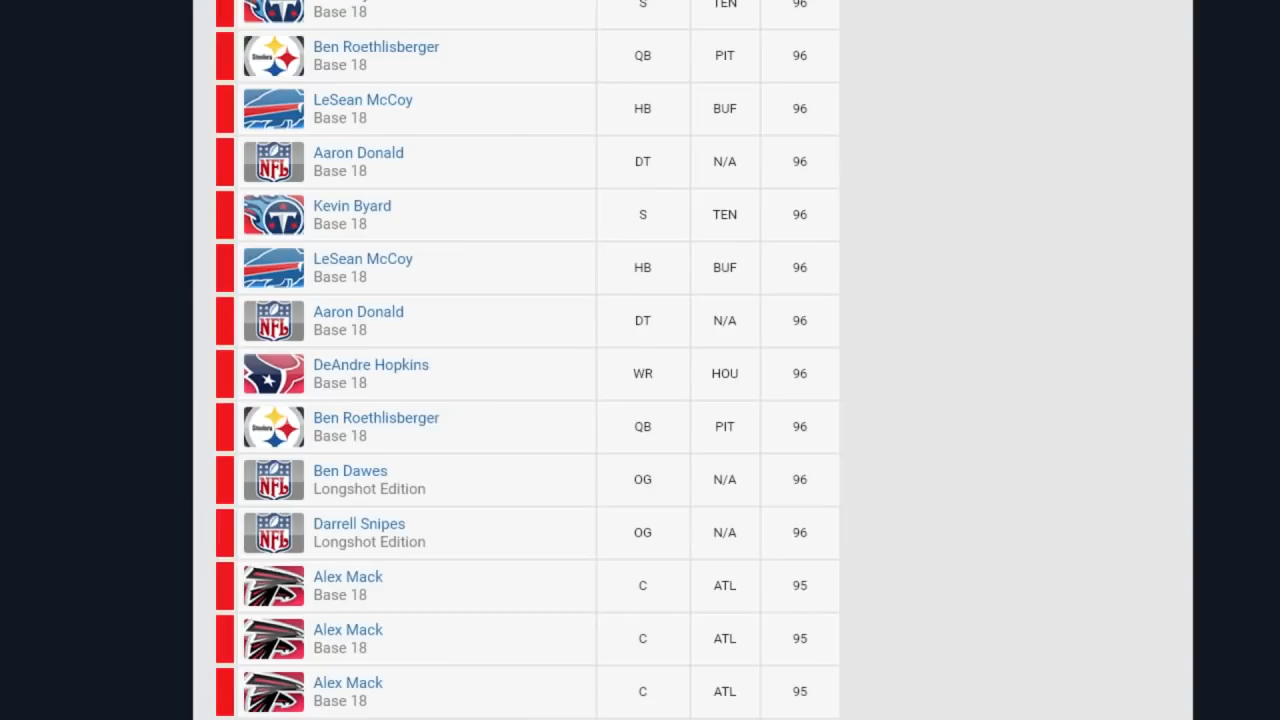 Base 18 S TEN 96
Ben Roethlisberger
Base 18 QB PIT 96
LeSean McCoy
Base 18 HB BUF 96
Aaron Donald
Base 18 DT N/A 96
Kevin Byard
Base 18 S TEN 96
LeSean McCoy
Base 18 HB BUF 96
Aaron Donald
Base 18 DT N/A 96
DeAndre Hopkins
Base 18 WR HOU 96
Ben Roethlisberger
Base 18 QB PIT 96
Ben Dawes
Longshot Edition OG N/A 96
Darrell Snipes
Longshot Edition OG N/A 96
Alex Mack
Base 18 C ATL 95
Alex Mack
Base 18 C ATL 95
Alex Mack
Base 18 C ATL 95